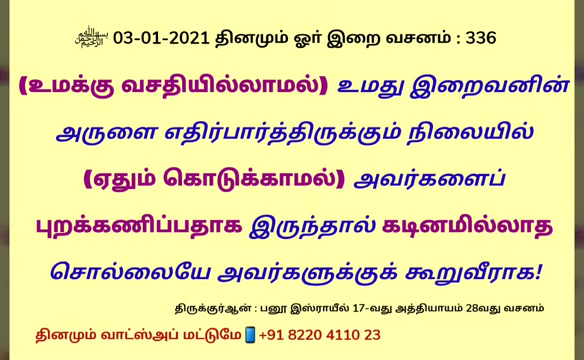 ﷽ 03-01-2021 தினமும் ஓர் இறை வசனம் : 336
(உமக்கு வசதியில்லாமல்) உமது இறைவனின்
அருளை எதிர்பார்த்திருக்கும் நிலையில்
(ஏதும் கொடுக்காமல்) அவர்களைப்
புறக்கணிப்பதாக இருந்தால் கடினமில்லாத
சொல்லையே அவர்களுக்குக் கூறுவீராக!
திருக்குர்ஆன் : பனூ இஸ்ராயீல் 17-வது அத்தியாயம் 28வது வசனம்
தினமும் வாட்ஸ்அப் மட்டுமே📱+91 8220 4110 23